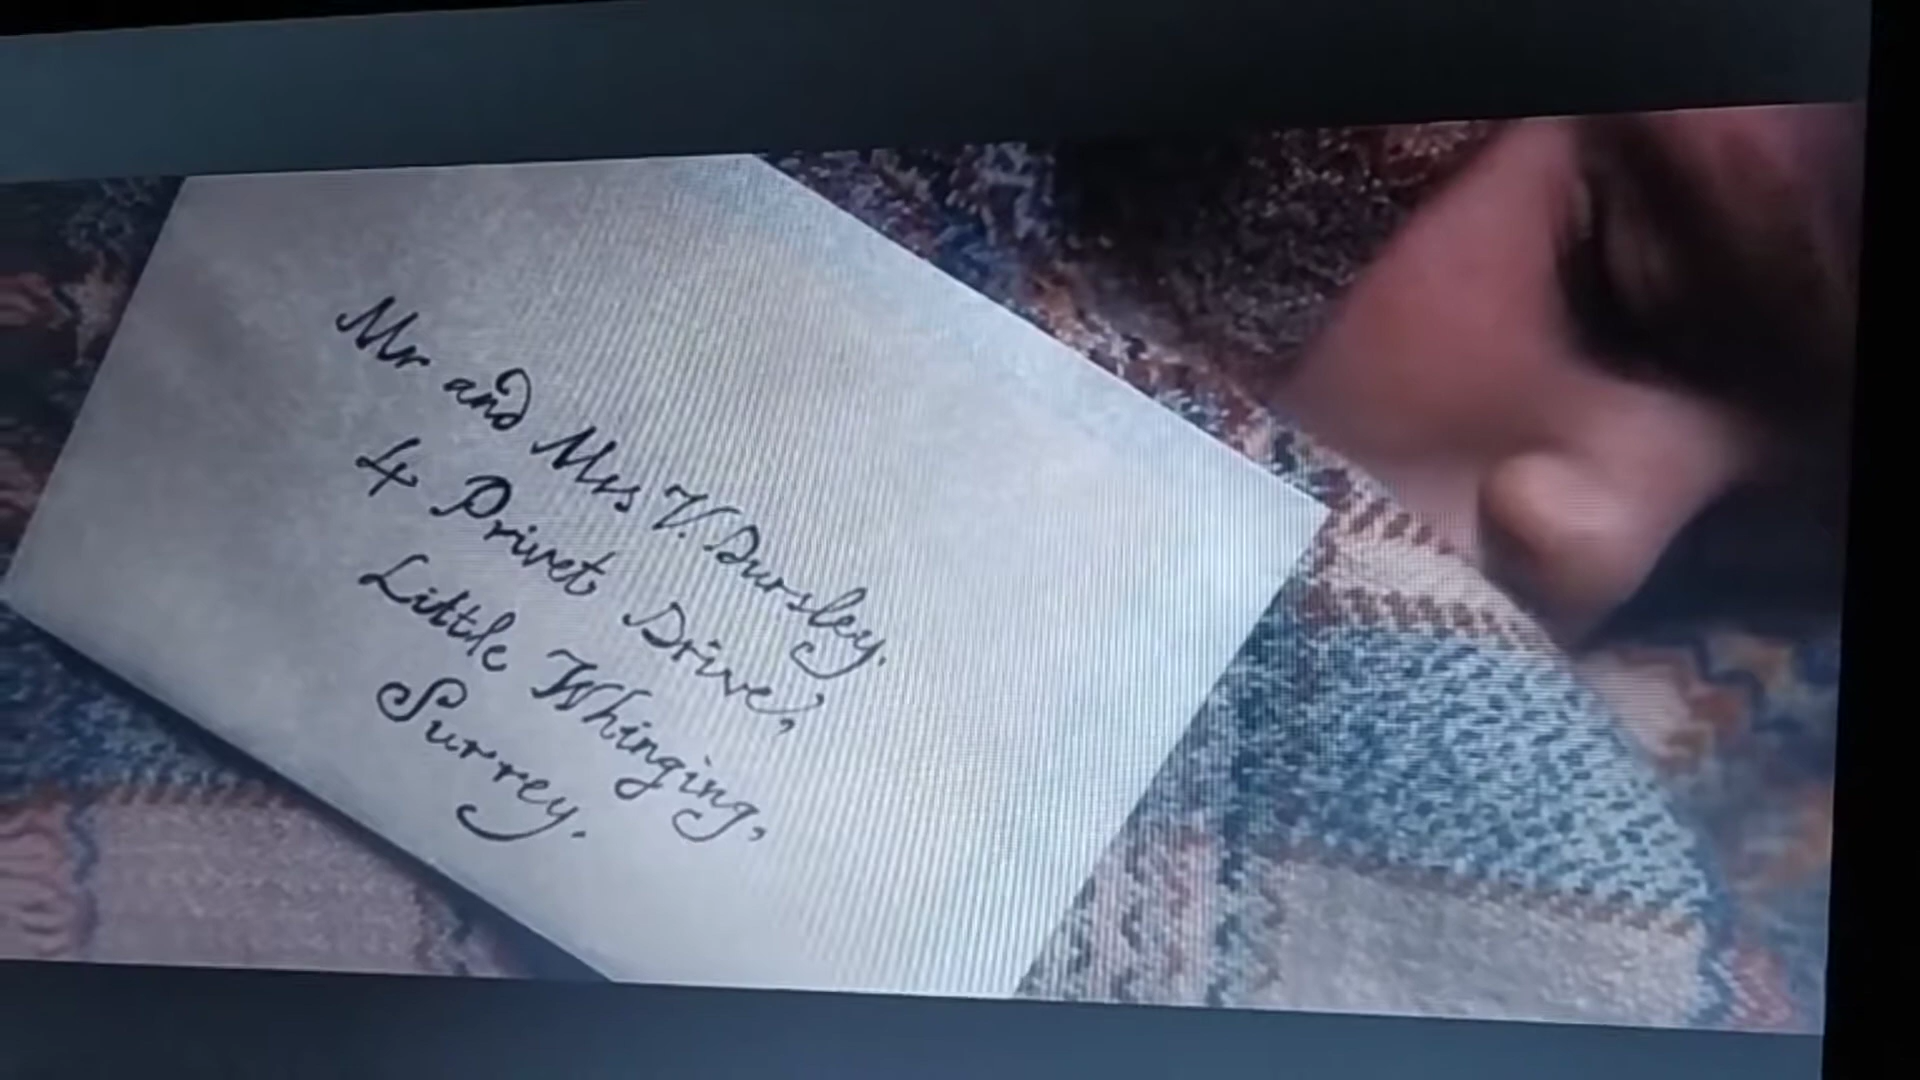 Mr and Mrs V. Dursley.
4 Privet Drive,
Little Whinging,
Surrey.